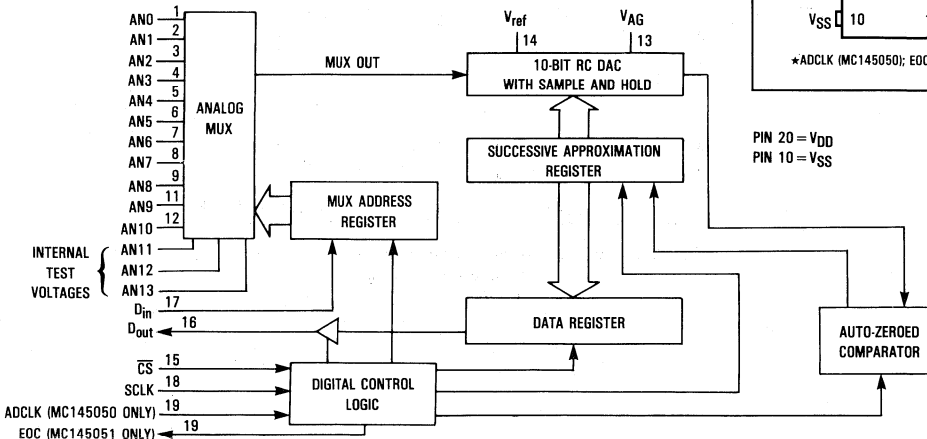 AN0 1
AN1 2
AN2 3
AN3 4
AN4 5
AN5 6
AN6 7
AN7 8
AN8 9
AN9 11
AN10 12
AN11
AN12
AN13
INTERNAL
TEST
VOLTAGES
Din 17
Dout 16
CS 15
SCLK 18
ADCLK (MC145050 ONLY) 19
EOC (MC145051 ONLY) 19
ANALOG
MUX
MUX OUT
MUX ADDRESS
REGISTER
DIGITAL CONTROL
LOGIC
Vref
14
VAG
13
10-BIT RC DAC
WITH SAMPLE AND HOLD
SUCCESSIVE APPROXIMATION
REGISTER
DATA REGISTER
AUTO-ZEROED
COMPARATOR
VSS 10
★ADCLK (MC145050); EOC
PIN 20 = VDD
PIN 10 = VSS